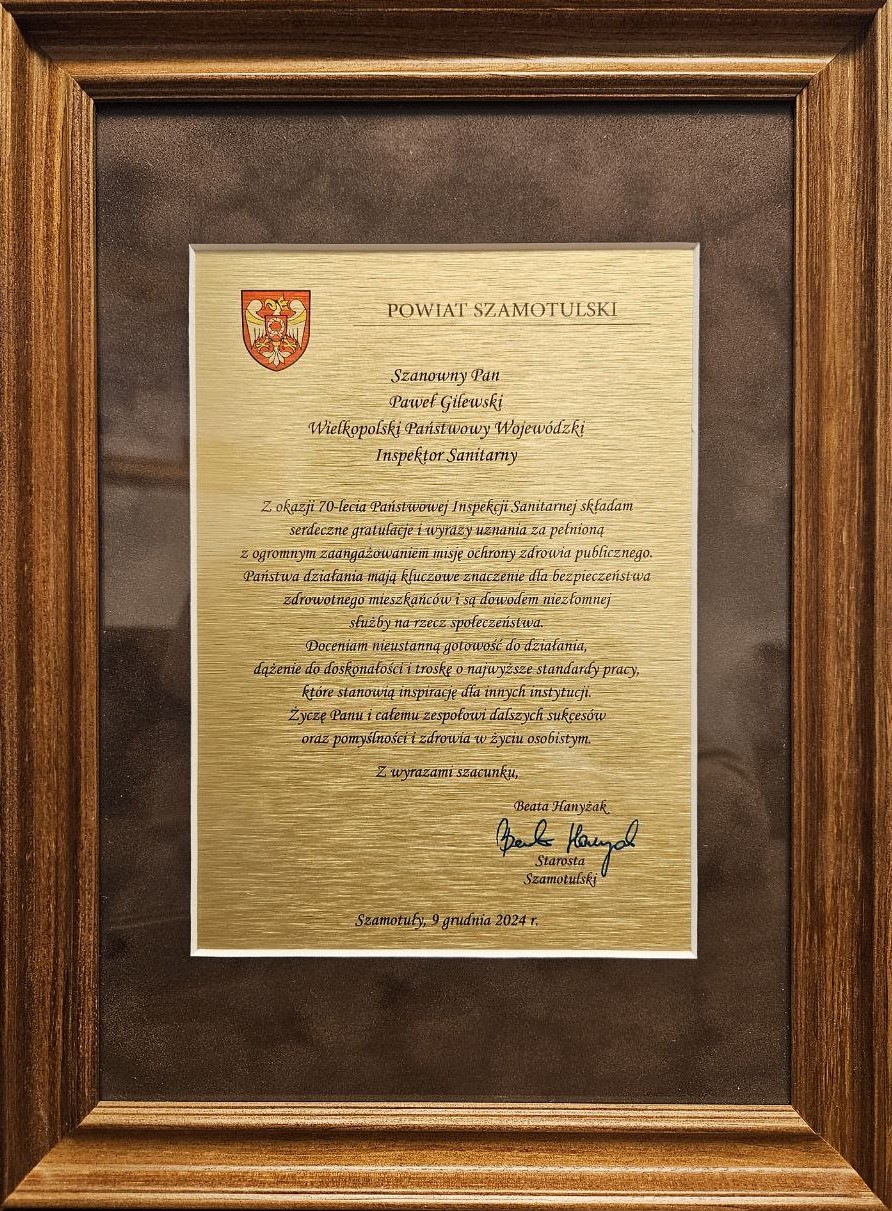 POWIAT SZAMOTULSKI
Szanowny Pan
Paweł Gilewski
Wielkopolski Państwowy Wojewódzki
Inspektor Sanitarny
Z okazji 70-lecia Państwowej Inspekcji Sanitarnej składam
serdeczne gratulacje i wyrazy uznania za pełnioną
z ogromnym zaangażowaniem misję ochrony zdrowia publicznego.
Państwa działania mają kluczowe znaczenie dla bezpieczeństwa
zdrowotnego mieszkańców i są dowodem niezłomnej
służby na rzecz społeczeństwa.
Doceniam nieustanną gotowość do działania,
dążenie do doskonałości i troskę o najwyższe standardy pracy,
które stanowią inspirację dla innych instytucji.
Życzę Panu i całemu zespołowi dalszych sukcesów
oraz pomyślności i zdrowia w życiu osobistym.
Z wyrazami szacunku,
Beata Hanyżak
Beata Hanyżak
Starosta
Szamotulski
Szamotuły, 9 grudnia 2024 r.